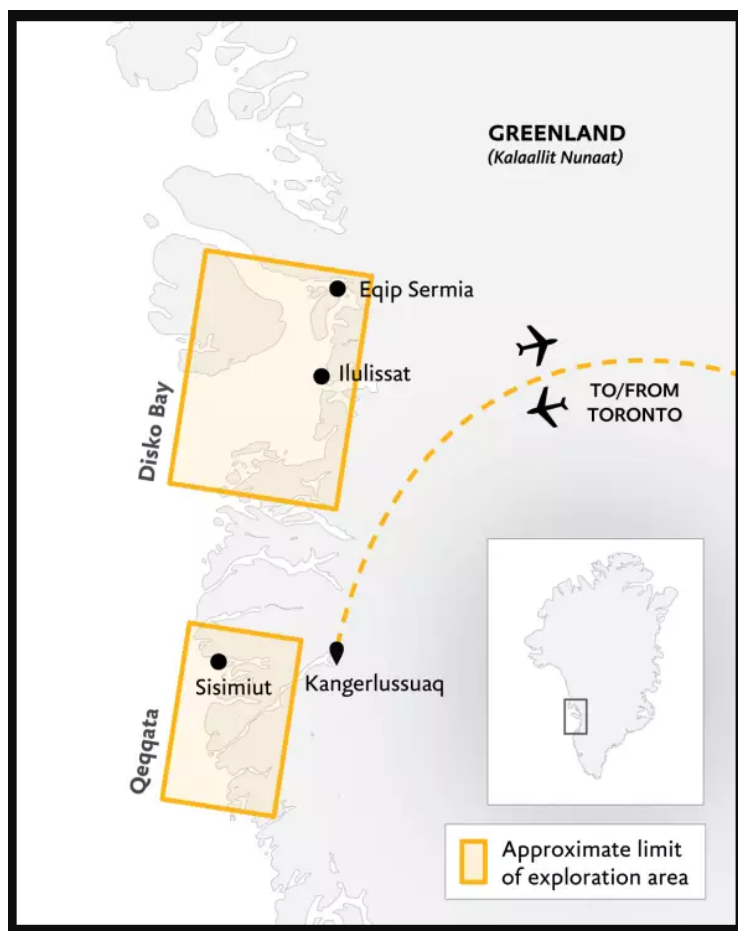 GREENLAND
(Kalaallit Nunaat)
Eqip Sermia
Ilulissat
Disko Bay
TO/FROM
TORONTO
Sisimiut
Kangerlussuaq
Qeqqata
Approximate limit
of exploration area